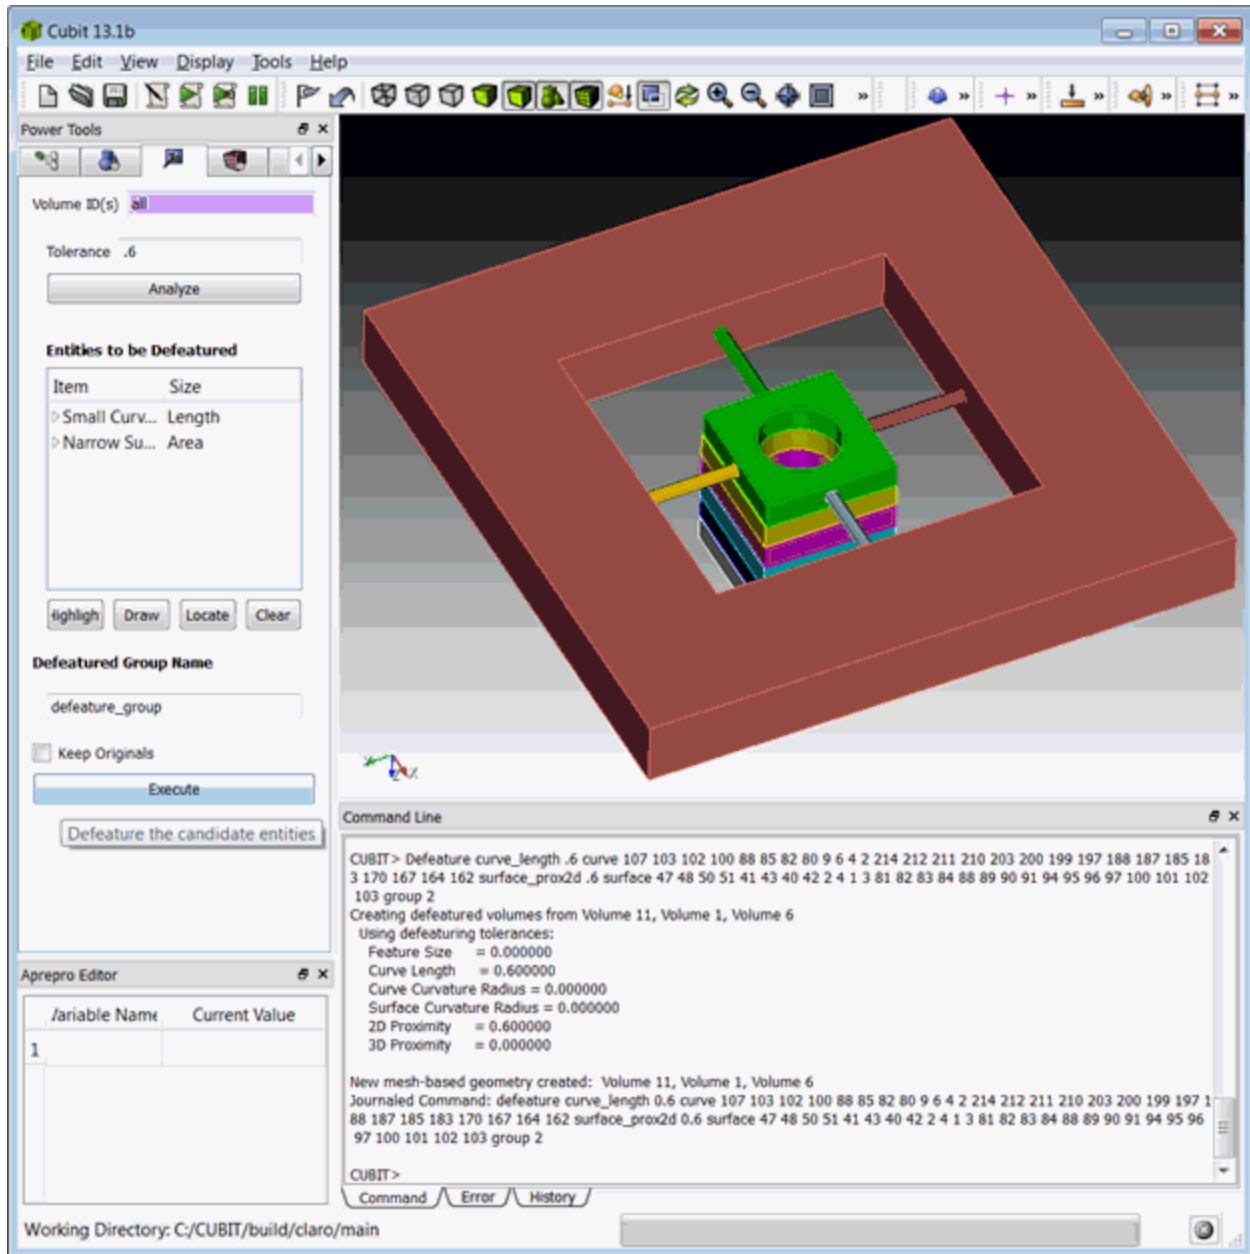 Cubit 13.1b
File Edit View Display Tools Help
Power Tools
Volume ID(s) all
Tolerance .6
Analyze
Entities to be Defeatured
Item Size
Small Curv... Length
Narrow Su... Area
Highligh Draw Locate Clear
Defeatured Group Name
defeature_group
Keep Originals
Execute
Defeature the candidate entities
Aprepro Editor
Variable Name Current Value
1
Command Line
CUBIT> Defeature curve_length .6 curve 107 103 102 100 88 85 82 80 9 6 4 2 214 212 211 210 203 200 199 197 188 187 185 18
3 170 167 164 162 surface_prox2d .6 surface 47 48 50 51 41 43 40 42 2 4 1 3 81 82 83 84 88 89 90 91 94 95 96 97 100 101 102
103 group 2
Creating defeatured volumes from Volume 11, Volume 1, Volume 6
Using defeaturing tolerances:
Feature Size = 0.000000
Curve Length = 0.600000
Curve Curvature Radius = 0.000000
Surface Curvature Radius = 0.000000
2D Proximity = 0.600000
3D Proximity = 0.000000
New mesh-based geometry created: Volume 11, Volume 1, Volume 6
Journaled Command: defeature curve_length 0.6 curve 107 103 102 100 88 85 82 80 9 6 4 2 214 212 211 210 203 200 199 197 1
88 187 185 183 170 167 164 162 surface_prox2d 0.6 surface 47 48 50 51 41 43 40 42 2 4 1 3 81 82 83 84 88 89 90 91 94 95 96
97 100 101 102 103 group 2
CUBIT>
Command Error History
Working Directory: C:/CUBIT/build/claro/main